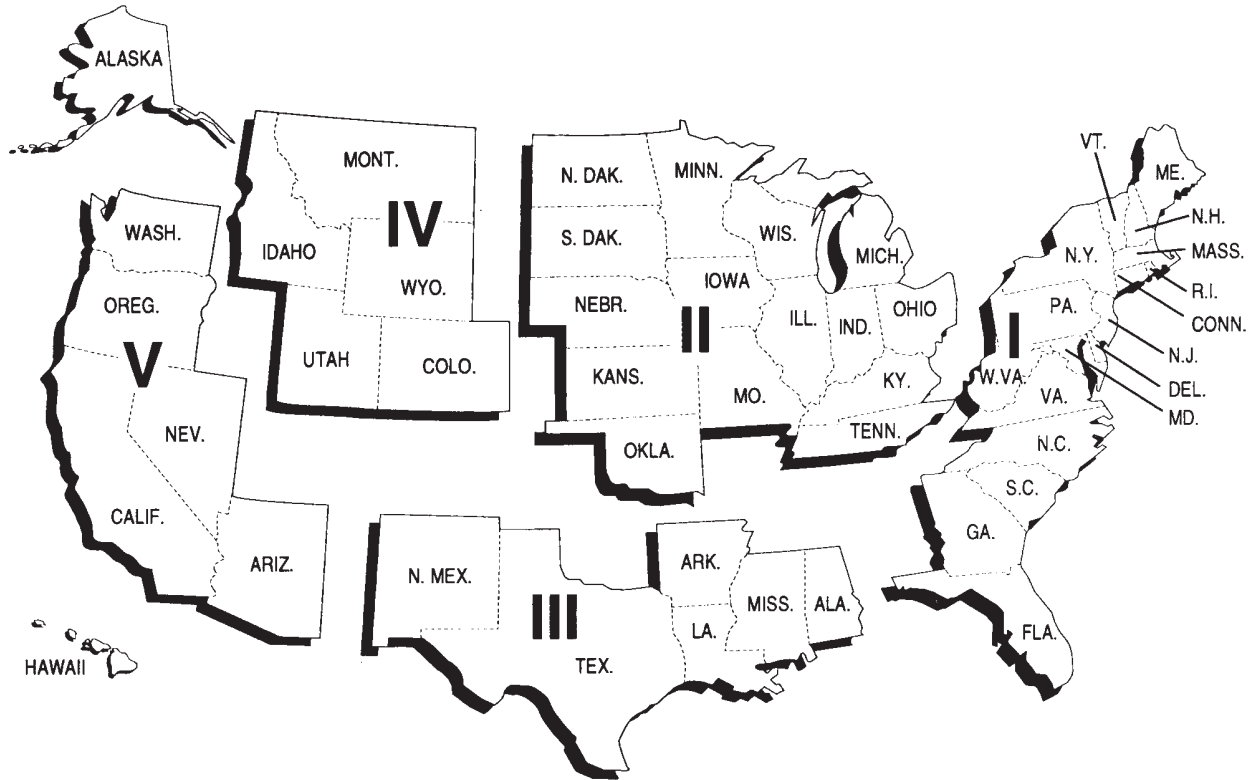 ALASKA
MONT.
IV
IDAHO
WYO.
UTAH
COLO.
WASH.
OREG.
V
NEV.
CALIF.
ARIZ.
HAWAII
N. DAK.
MINN.
S. DAK.
WIS.
MICH.
NEBR.
IOWA
II
ILL.
IND.
OHIO
KANS.
MO.
KY.
OKLA.
TENN.
N. MEX.
III
TEX.
ARK.
LA.
MISS.
ALA.
VT.
ME.
N.H.
N.Y.
MASS.
R.I.
CONN.
PA.
I
N.J.
DEL.
MD.
W.VA.
VA.
N.C.
S.C.
GA.
FLA.